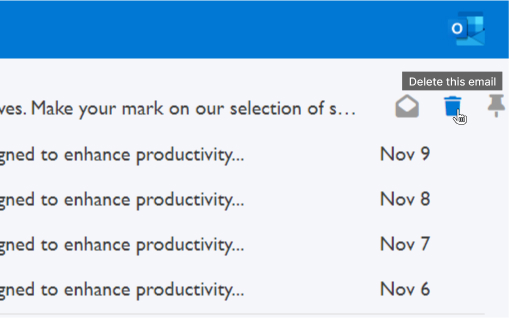 O
Delete this email
ves. Make your mark on our selection of s...
gned to enhance productivity... Nov 9
gned to enhance productivity... Nov 8
gned to enhance productivity... Nov 7
gned to enhance productivity... Nov 6